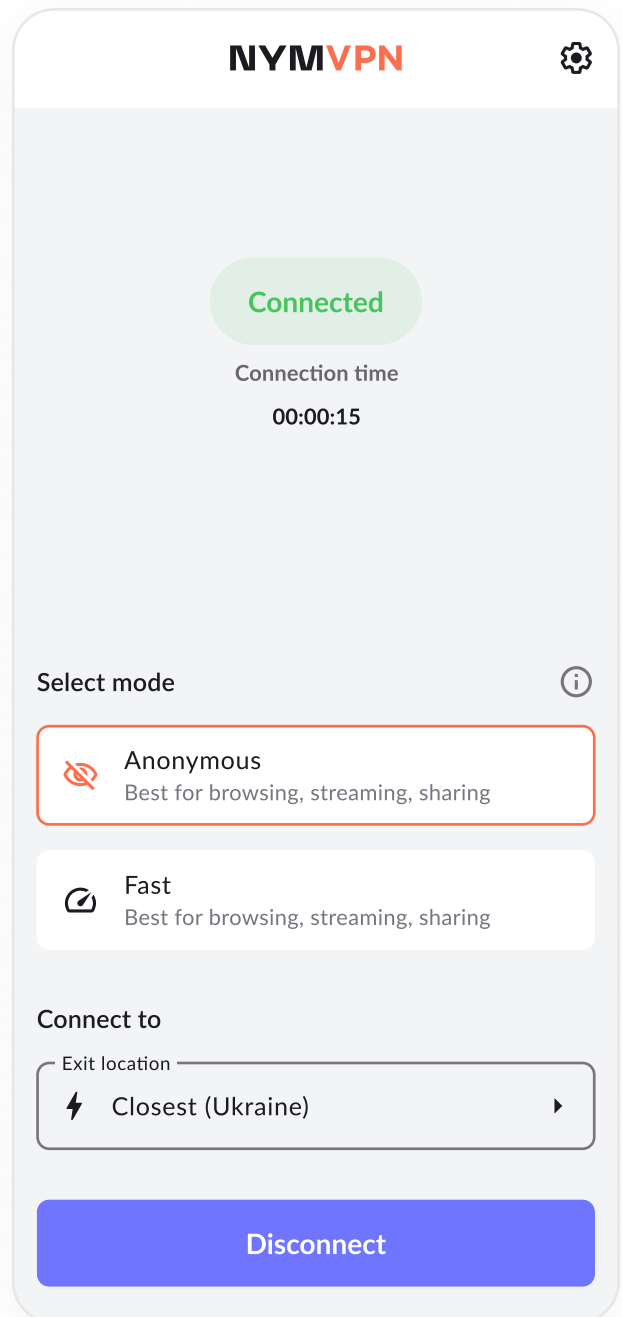 NYMVPN
Connected
Connection time
00:00:15
Select mode
Anonymous
Best for browsing, streaming, sharing
Fast
Best for browsing, streaming, sharing
Connect to
Exit location
Closest (Ukraine)
Disconnect